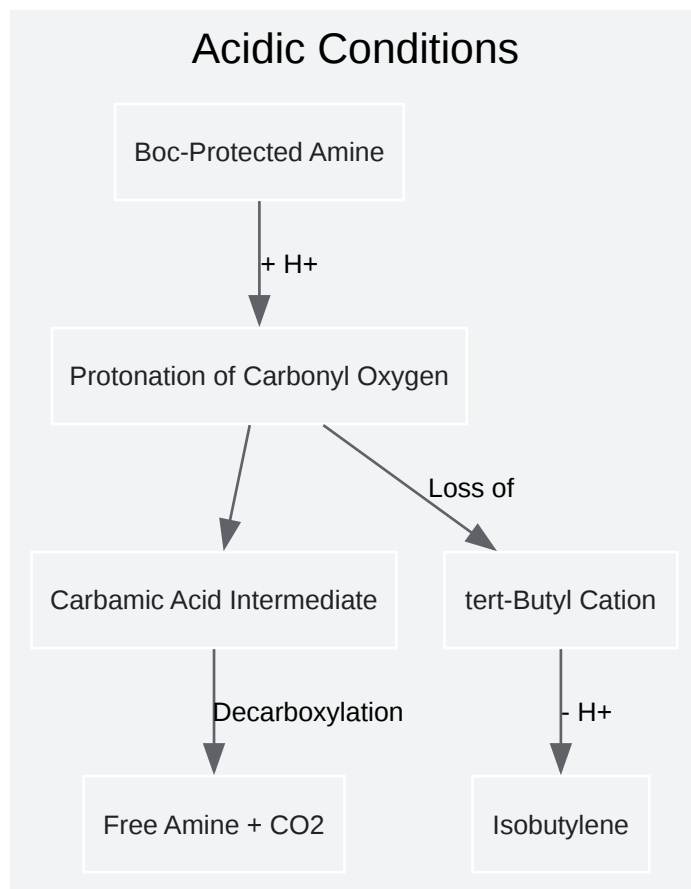 Acidic Conditions
Boc-Protected Amine
+ H+
Protonation of Carbonyl Oxygen
Loss of
Carbamic Acid Intermediate
tert-Butyl Cation
Decarboxylation
- H+
Free Amine + CO2
Isobutylene